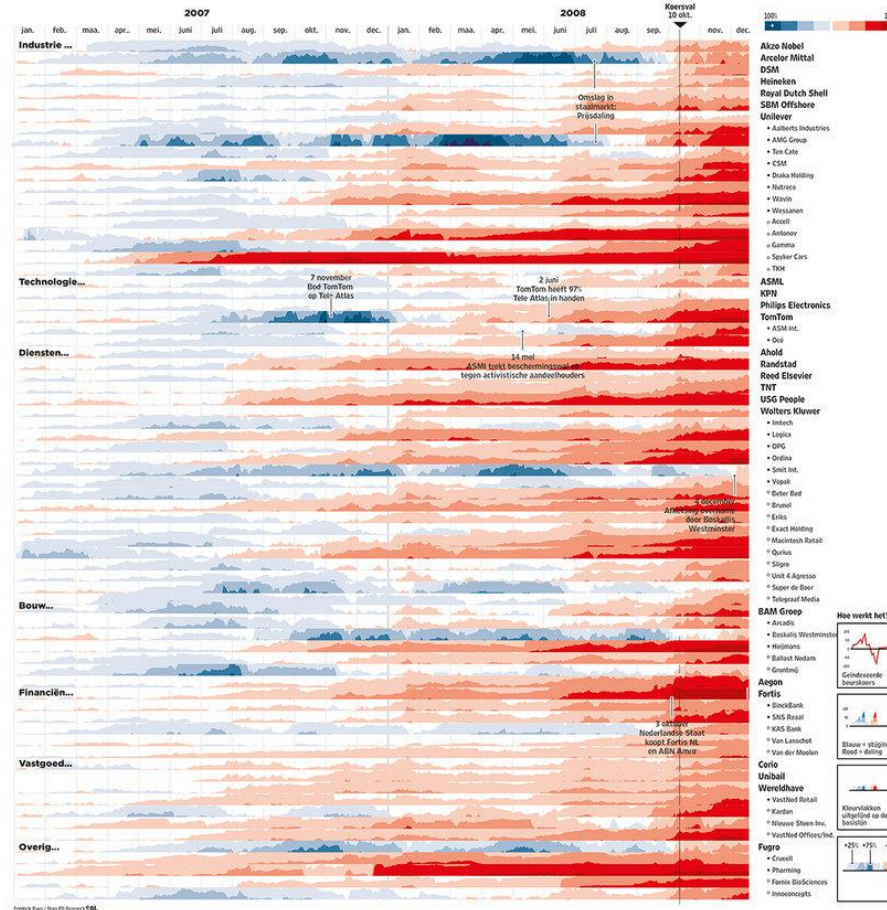 2007
2008
Koersval
10 okt.
100%
jan. feb. maa. apr.. mei. juni juli aug. sep. okt. nov. dec. jan. feb. maa. apr. mei. juni juli aug. sep. nov. dec.
Industrie ...
Technologie...
Diensten...
Bouw...
Financiën...
Vastgoed...
Overig...
Omslag in
staalmarkt:
Prijsdaling
7 november
Bod TomTom
op Tele Atlas
2 juni
TomTom heeft 97%
Tele Atlas in handen
14 mei
ASMI trekt beschermingswal op
tegen activistische aandeelhouders
4 december
Afketsing overname
door Boskallis
Westminster
3 oktober
Nederlandse Staat
koopt Fortis NL
en ABN Amro
Akzo Nobel
Arcelor Mittal
DSM
Heineken
Royal Dutch Shell
SBM Offshore
Unilever
Aalberts Industries
AMG Group
Ten Cate
CSM
Draka Holding
Nutreco
Wavin
Wessanen
Accell
Antonov
Gamma
Spyker Cars
TKH
ASML
KPN
Philips Electronics
TomTom
ASM Int.
Océ
Ahold
Randstad
Reed Elsevier
TNT
USG People
Wolters Kluwer
Imtech
Logica
OPG
Ordina
Smit Int.
Vopak
Beter Bed
Brunel
Eriks
Exact Holding
Macintosh Retail
Qurius
Sligro
Unit 4 Agresso
Super de Boer
Telegraaf Media
BAM Groep
Arcadis
Boskalis Westminster
Heijmans
Ballast Nedam
Grontmij
Aegon
Fortis
BinckBank
SNS Reaal
KAS Bank
Van Lanschot
Van der Moolen
Corio
Unibail
Wereldhave
VastNed Retail
Kardan
Nieuwe Steen Inv.
VastNed Offices/Ind.
Fugro
Crucell
Pharming
Fornix BioSciences
Innoconcepts
Hoe werkt het
Geïndexeerde
beurskoers
Blauw = stijging
Rood = daling
Kleurvlakken
uitgelijnd op de
basislijn
+25% +75%